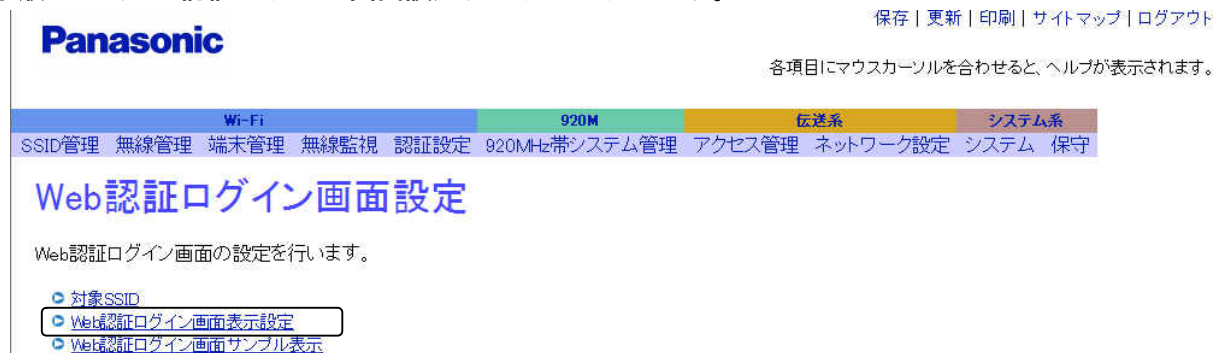 保存 | 更新 | 印刷 | サイトマップ | ログアウト
Panasonic
各項目にマウスカーソルを合わせると、ヘルプが表示されます。
Wi-Fi 920M 伝送系 システム系
SSID管理 無線管理 端末管理 無線監視 認証設定 920MHz帯システム管理 アクセス管理 ネットワーク設定 システム 保守
Web認証ログイン画面設定
Web認証ログイン画面の設定を行います。
対象SSID
Web認証ログイン画面表示設定
Web認証ログイン画面サンプル表示